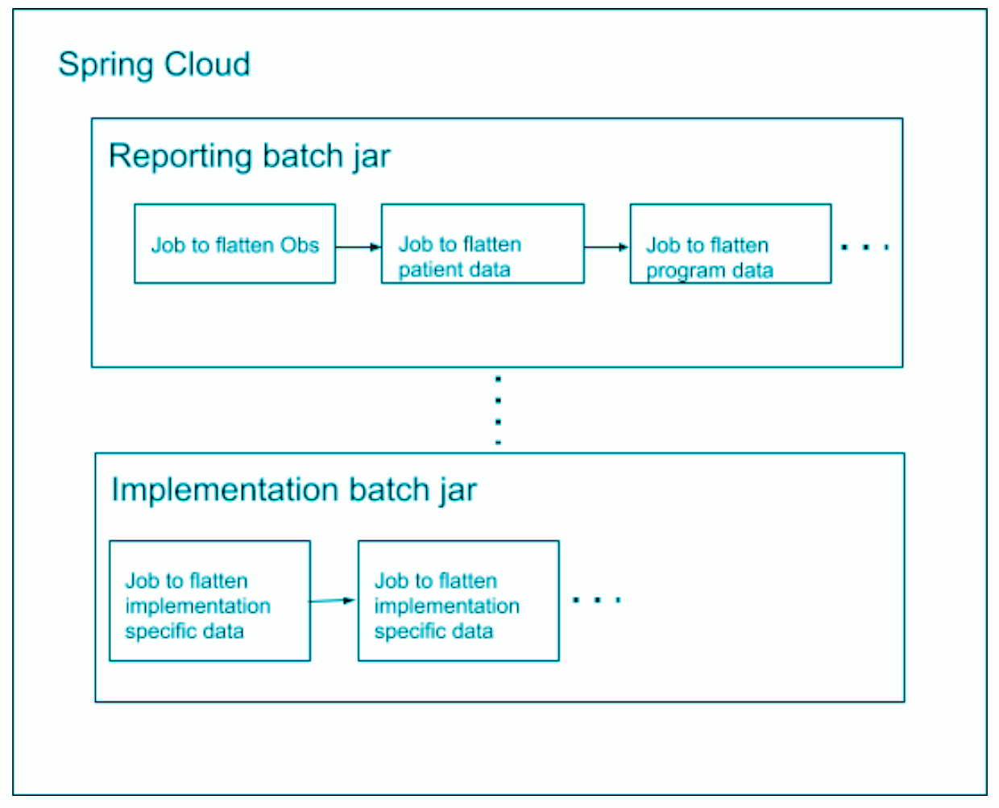 Spring Cloud
Reporting batch jar
Job to flatten Obs
Job to flatten
patient data
Job to flatten
program data
Implementation batch jar
Job to flatten
implementation
specific data
Job to flatten
implementation
specific data